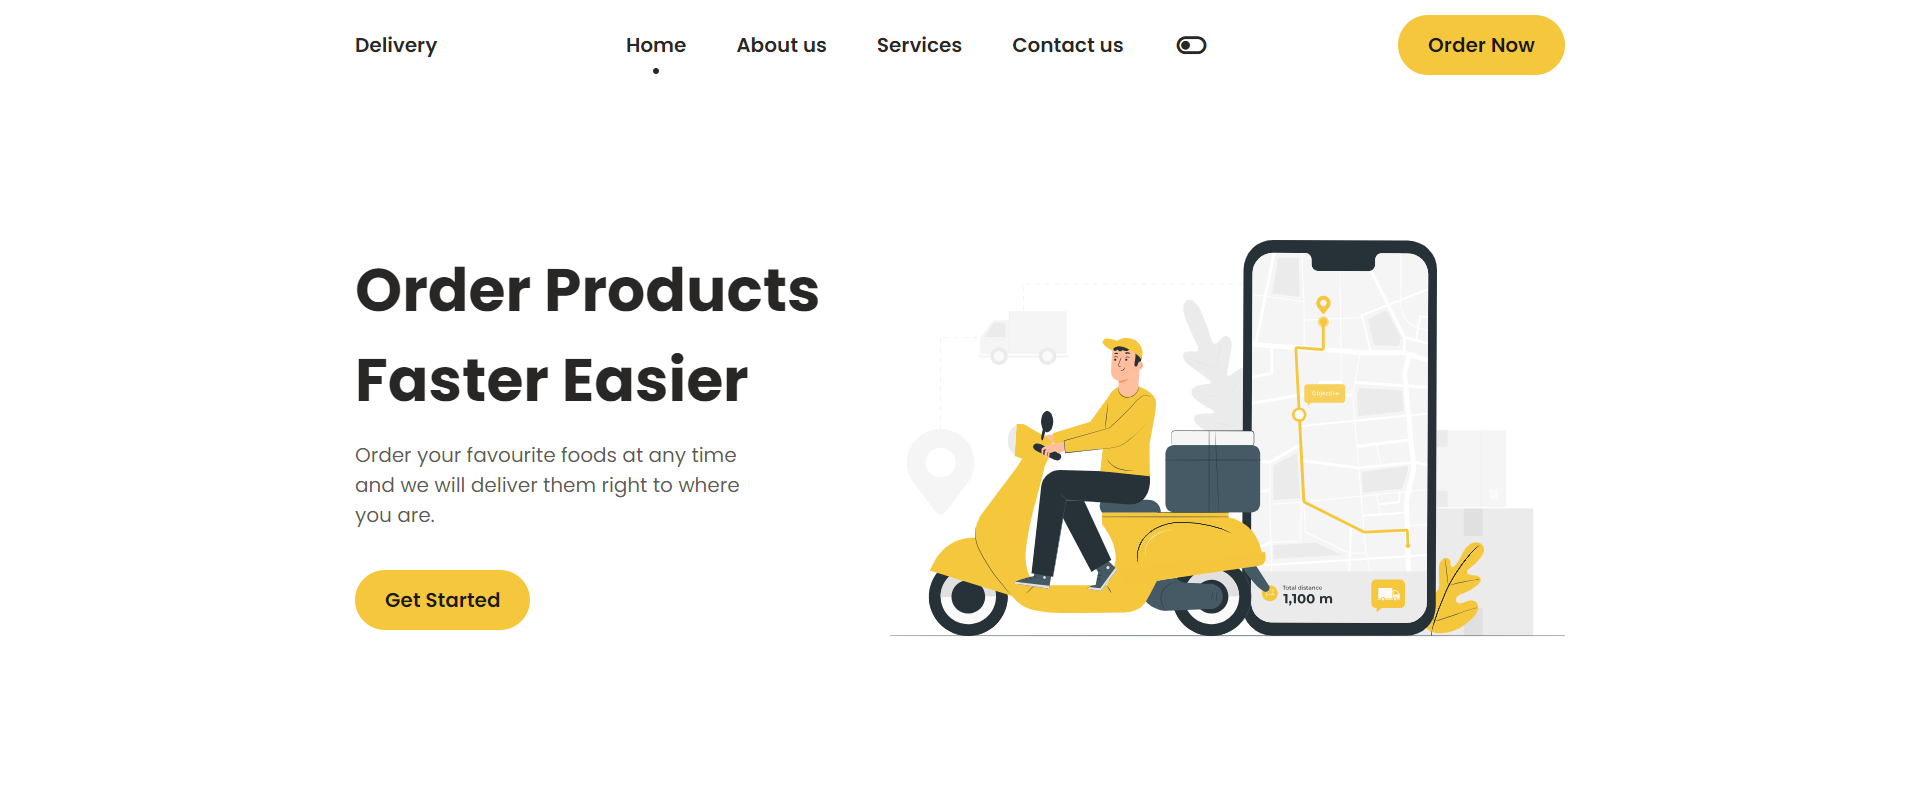 Delivery
Home
About us
Services
Contact us
Order Now
Order Products
Faster Easier
Order your favourite foods at any time
and we will deliver them right to where
you are.
Get Started
Objective
Total distance
1,100 m